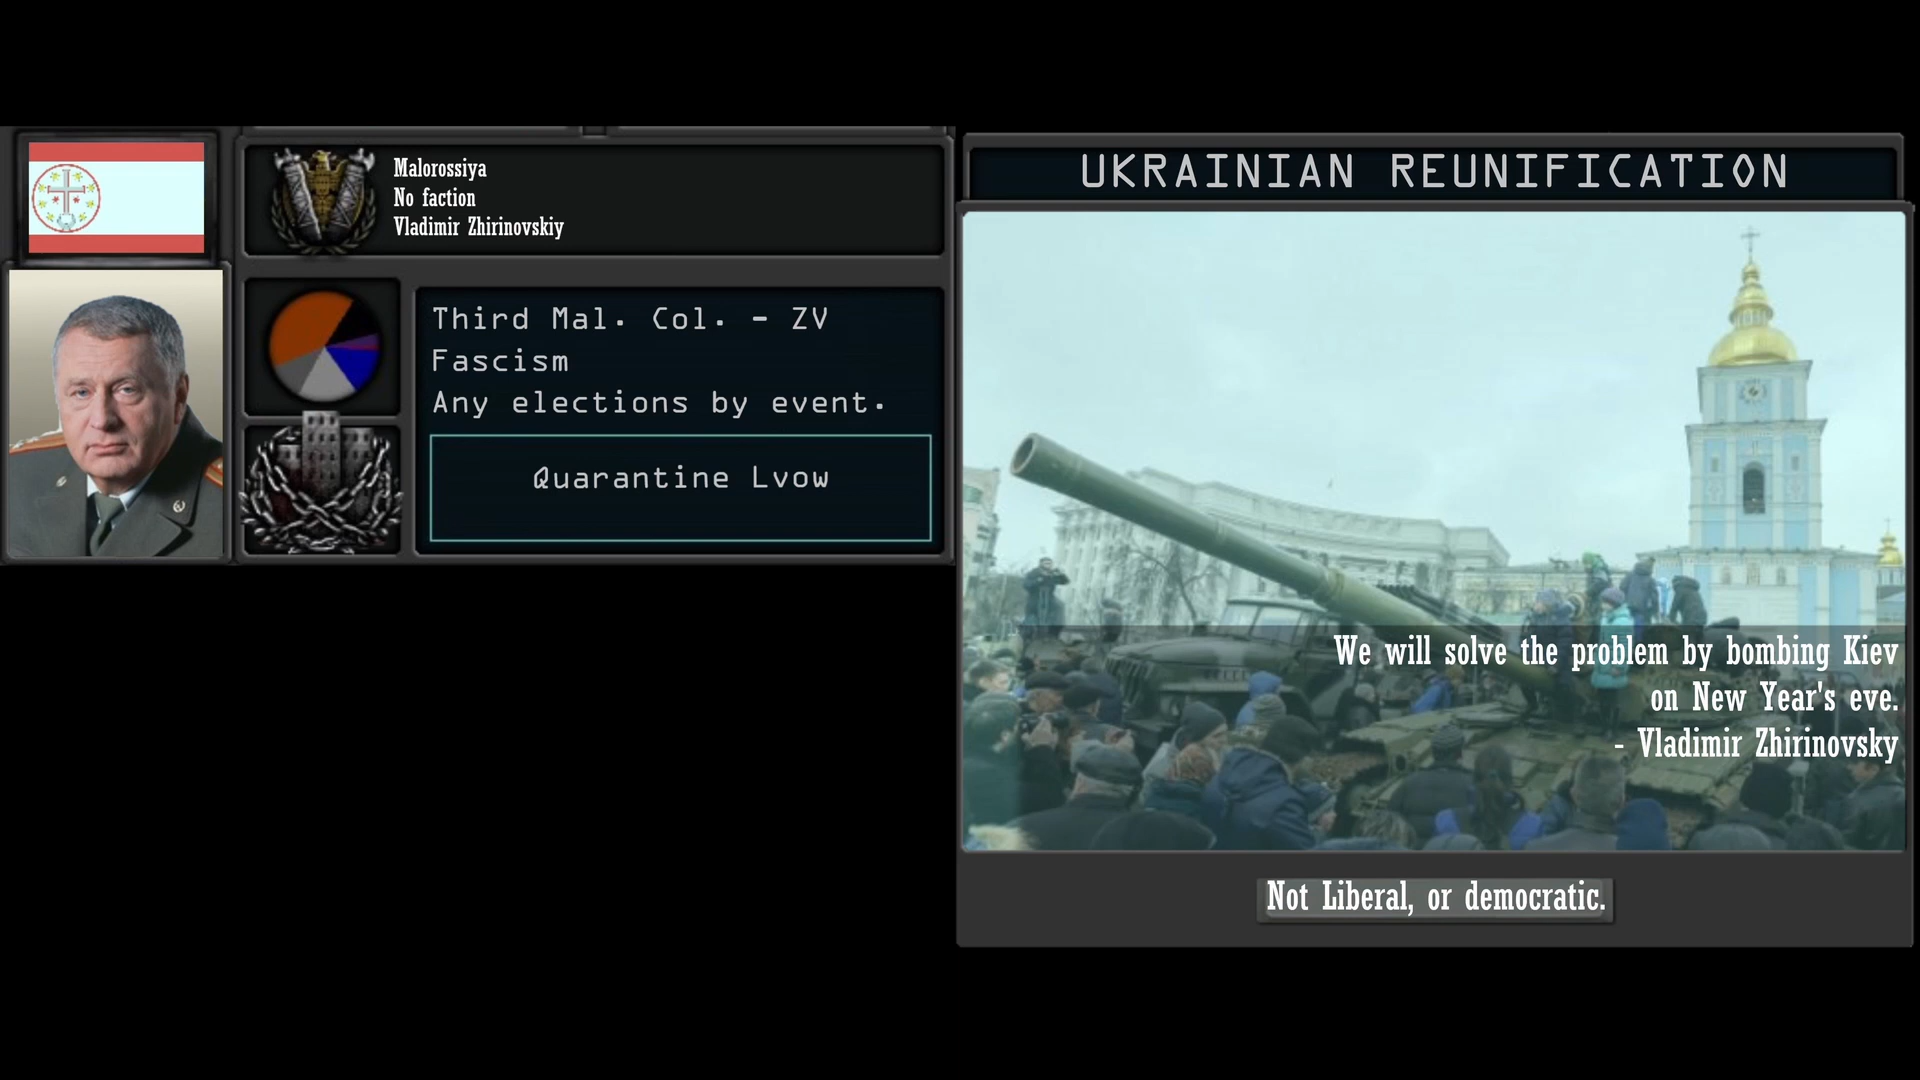 Malorossiya
No faction
Vladimir Zhirinovskiy
Third Mal. Col. - ZV
Fascism
Any elections by event.
Quarantine Lvow
UKRAINIAN REUNIFICATION
We will solve the problem by bombing Kiev
on New Year's eve.
- Vladimir Zhirinovsky
Not Liberal, or democratic.